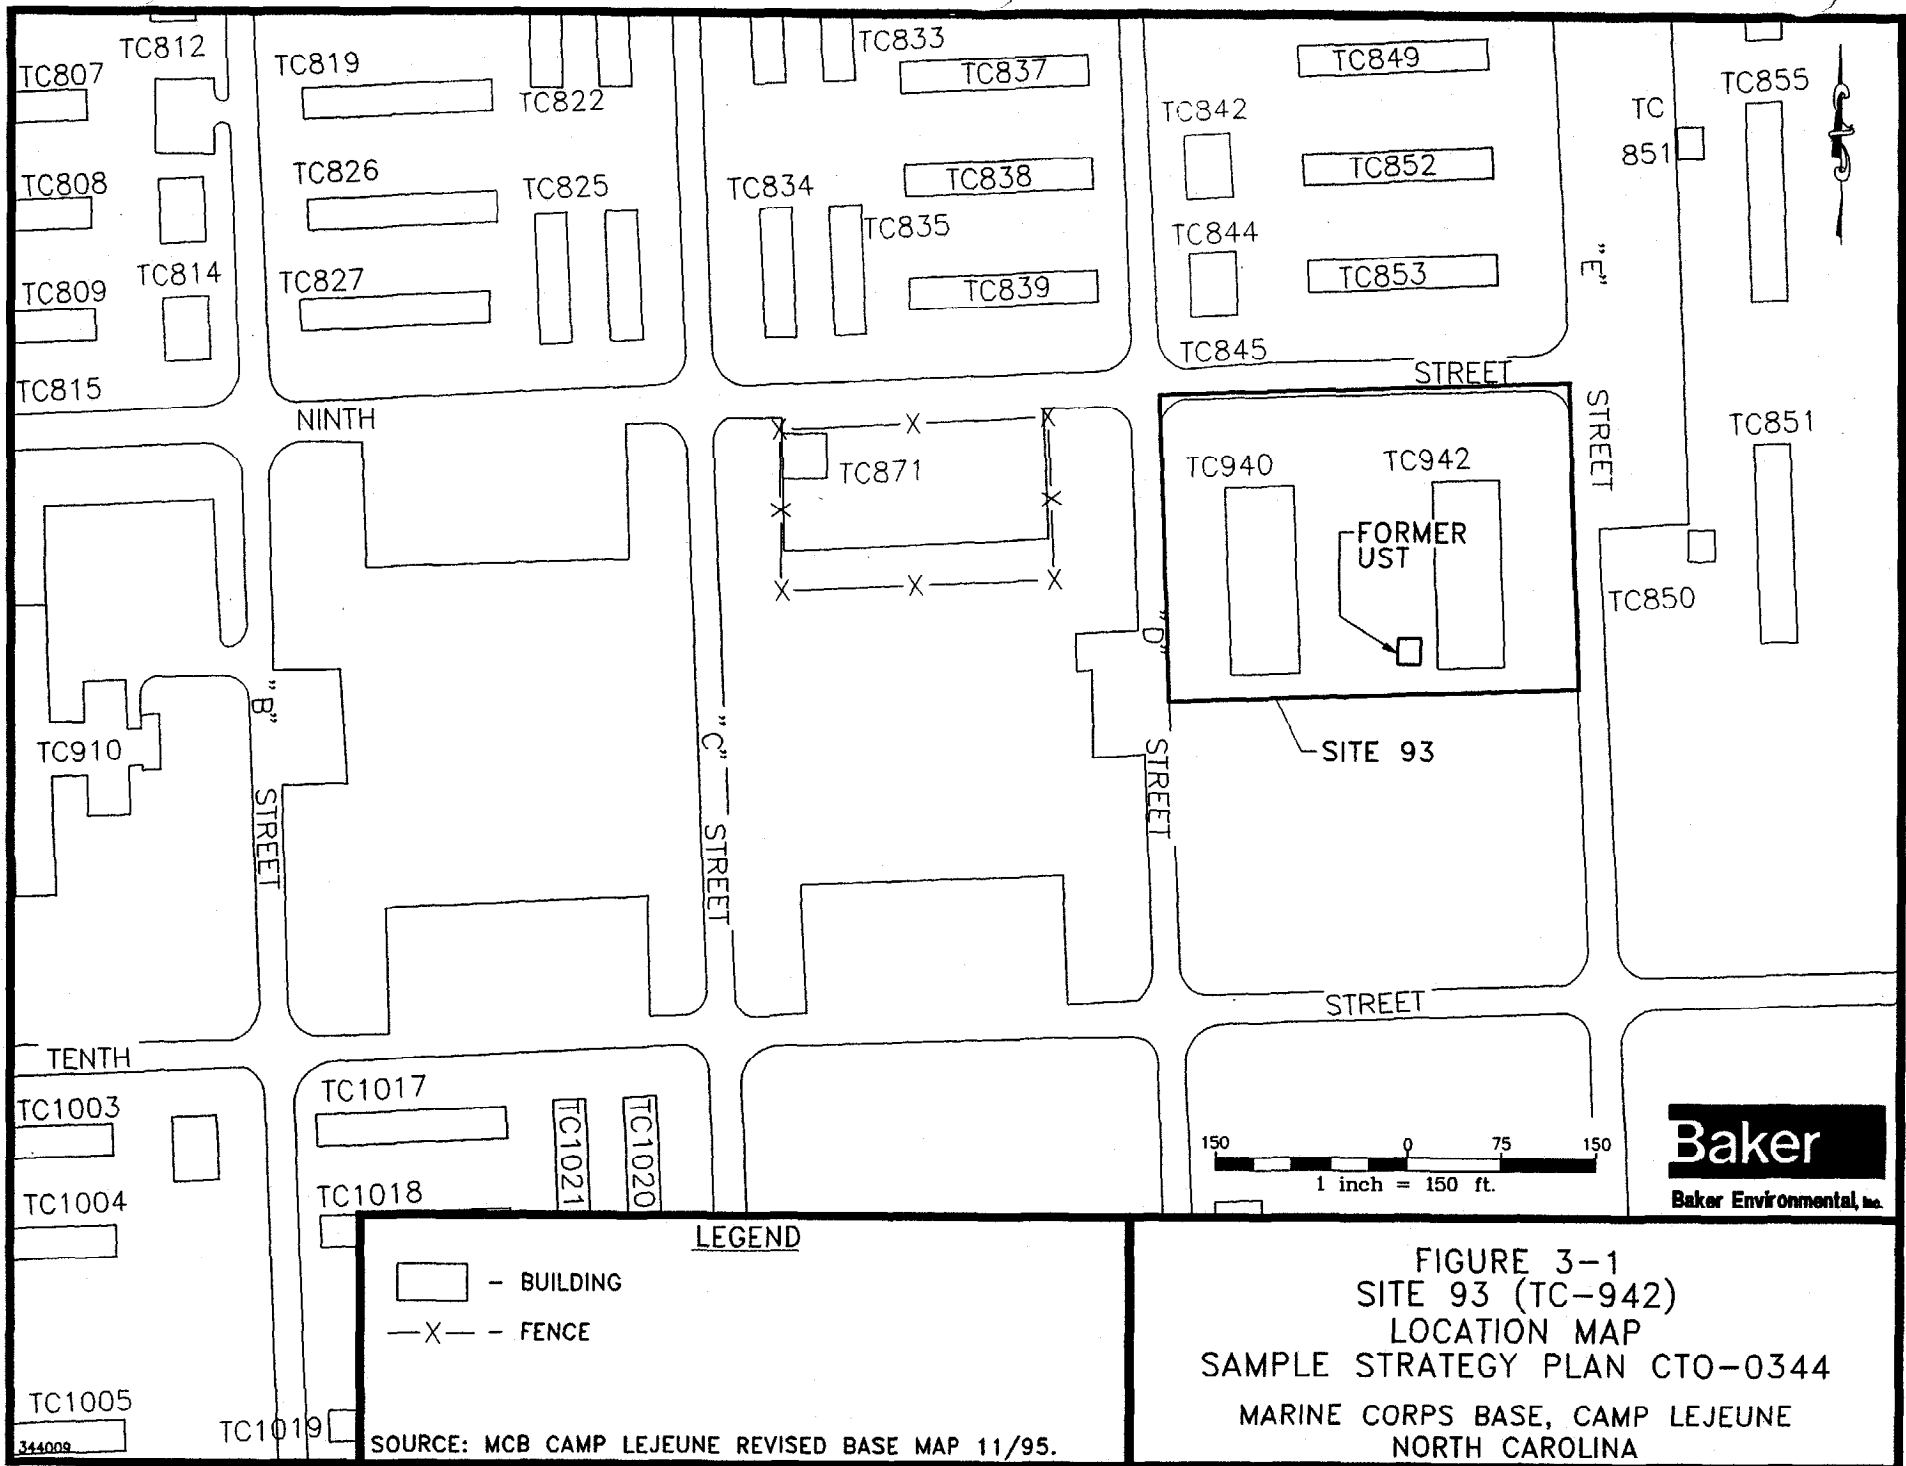 TC807
TC812
TC819
TC822
TC833
TC837
TC849
TC855
TC842
TC
851
TC808
TC826
TC825
TC834
TC838
TC852
TC835
TC844
TC809
TC814
TC827
TC839
TC853
"E"
TC845
STREET
TC815
NINTH
STREET
TC871
TC940
TC942
TC851
FORMER
UST
TC850
"D"
"B"
"C"
TC910
SITE 93
STREET
STREET
STREET
STREET
TENTH
TC1003
TC1017
TC1021
TC1020
TC1004
TC1018
TC1005
TC1019
344009
150 0 75 150
1 inch = 150 ft.
Baker
Baker Environmental, Inc.
LEGEND
- BUILDING
—X— - FENCE
SOURCE: MCB CAMP LEJEUNE REVISED BASE MAP 11/95.
FIGURE 3-1
SITE 93 (TC-942)
LOCATION MAP
SAMPLE STRATEGY PLAN CTO-0344
MARINE CORPS BASE, CAMP LEJEUNE
NORTH CAROLINA